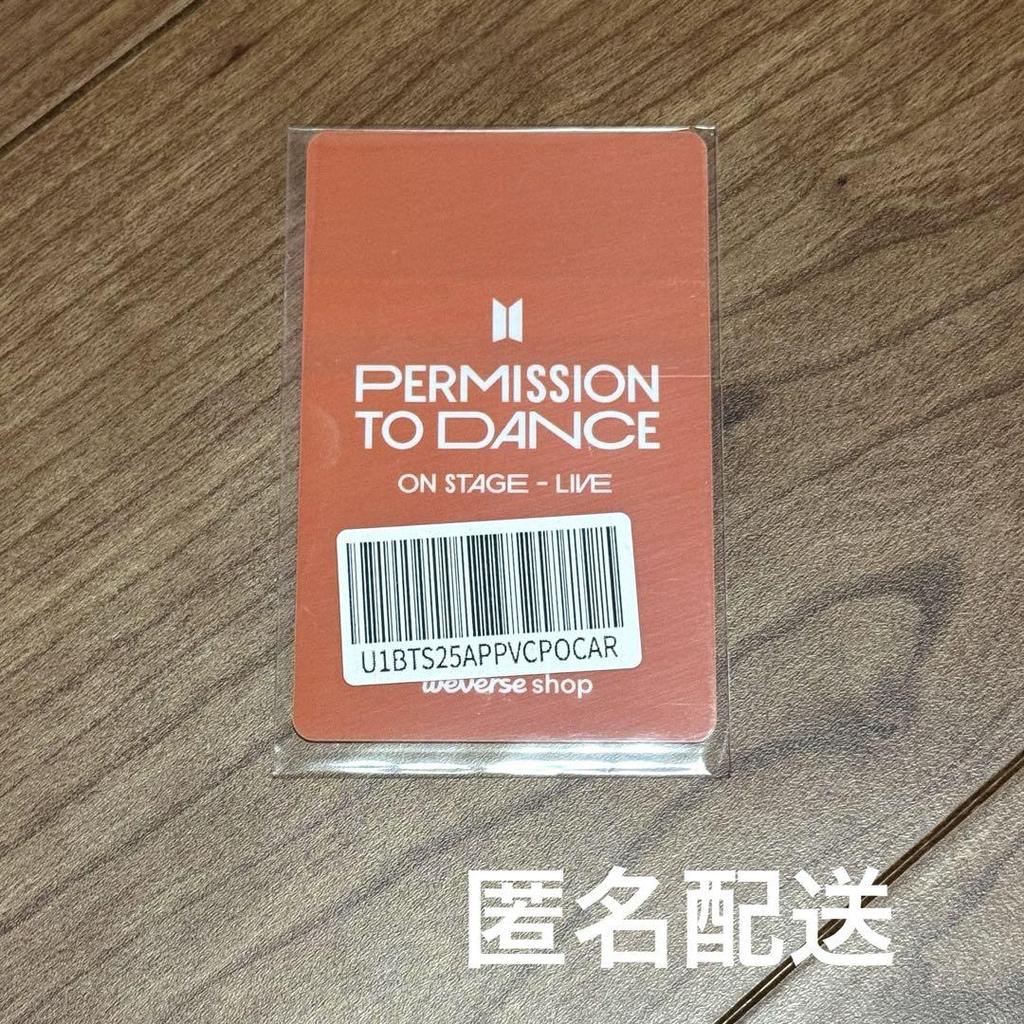 PERMISSION
TO DANCE
ON STAGE - LIVE
U1BTS25APPVCPOCAR
weverse shop
匿名配送